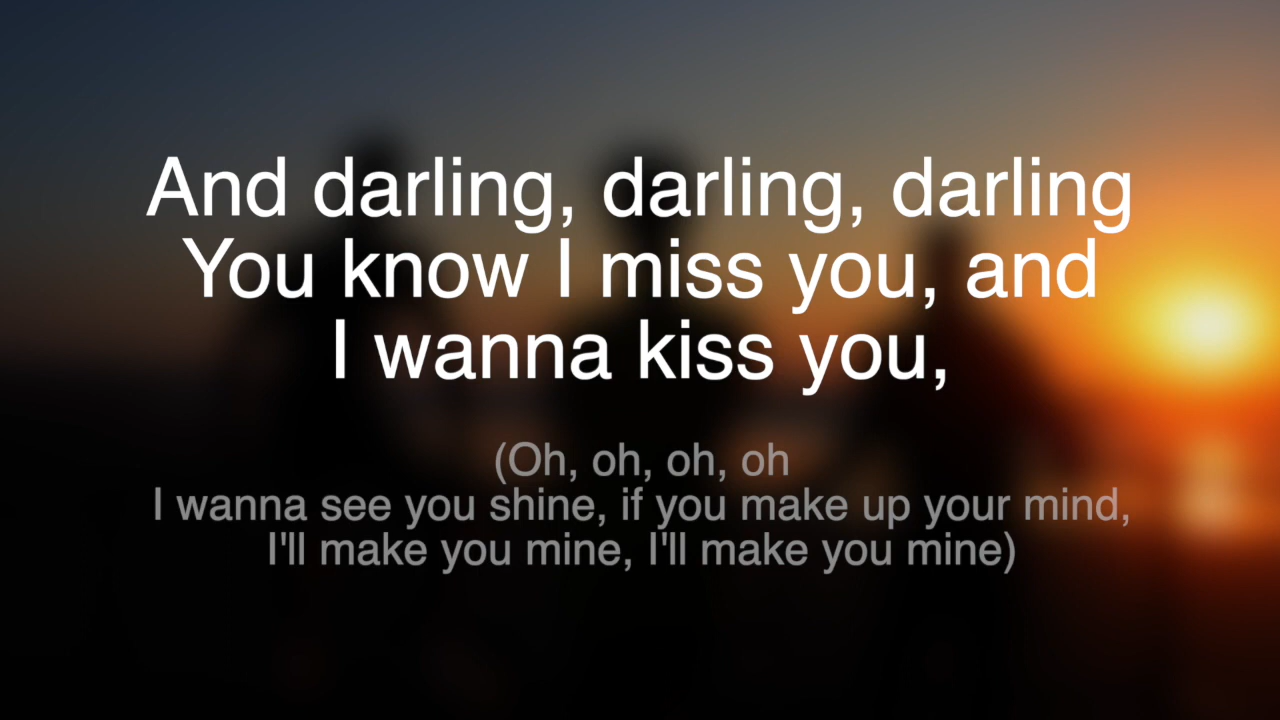 And darling, darling, darling
You know I miss you, and
I wanna kiss you,
(Oh, oh, oh, oh
I wanna see you shine, if you make up your mind,
I'll make you mine, I'll make you mine)